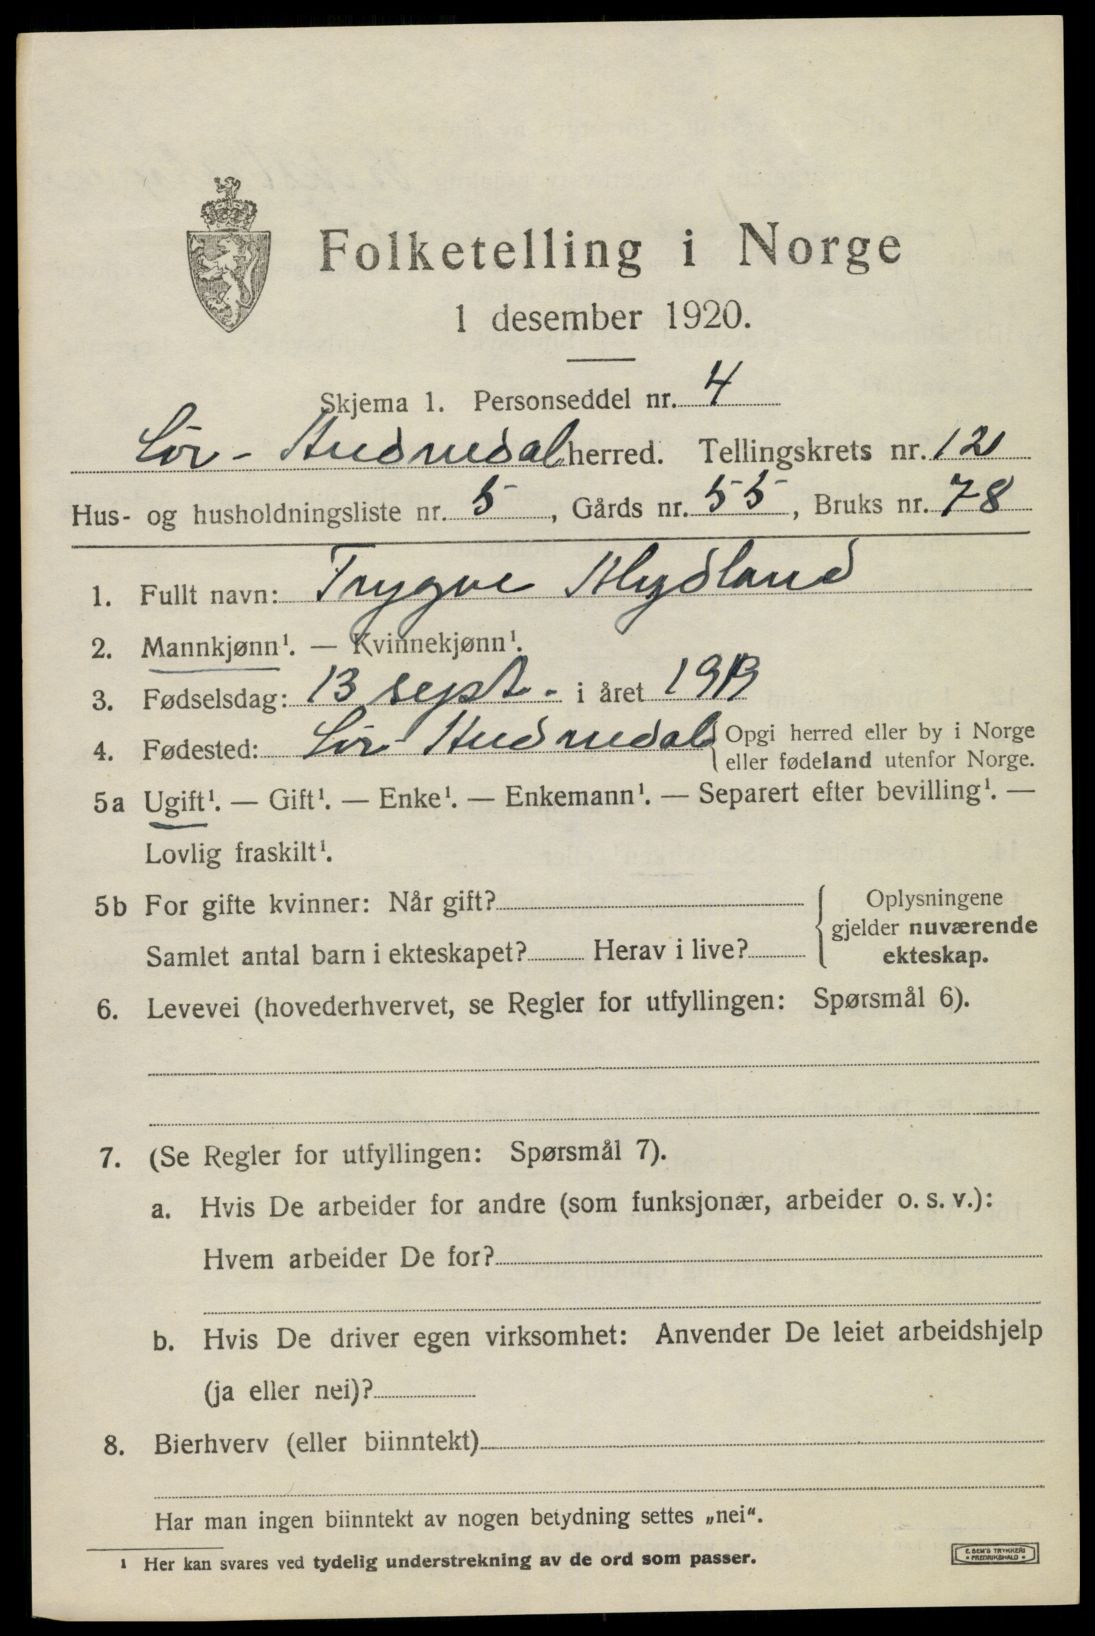 Folketelling i Norge
1 desember 1920.
Skjema 1. Personseddel nr. 4
Sør-Audnedal herred. Tellingskrets nr. 12
Hus- og husholdningsliste nr. 5, Gårds nr. 55, Bruks nr. 78
1. Fullt navn: Trygve Klydland
2. Mannkjønn¹. — Kvinnekjønn¹.
3. Fødselsdag: 13 sept. i året 1913
4. Fødested: Sør-Audnedal { Opgi herred eller by i Norge
eller fødeland utenfor Norge.
5a Ugift¹. — Gift¹. — Enke¹. — Enkemann¹. — Separert efter bevilling¹. —
Lovlig fraskilt¹.
5b For gifte kvinner: Når gift?
Samlet antal barn i ekteskapet? Herav i live?
{ Oplysningene
gjelder nuværende
ekteskap.
6. Levevei (hovederhvervet, se Regler for utfyllingen: Spørsmål 6).
7. (Se Regler for utfyllingen: Spørsmål 7).
a. Hvis De arbeider for andre (som funksjonær, arbeider o. s. v.):
Hvem arbeider De for?
b. Hvis De driver egen virksomhet: Anvender De leiet arbeidshjelp
(ja eller nei)?
8. Bierhverv (eller biinntekt)
Har man ingen biinntekt av nogen betydning settes „nei“.
¹ Her kan svares ved tydelig understrekning av de ord som passer.
E. SEM'S TRYKKERI
• FREDRIKSHALD •